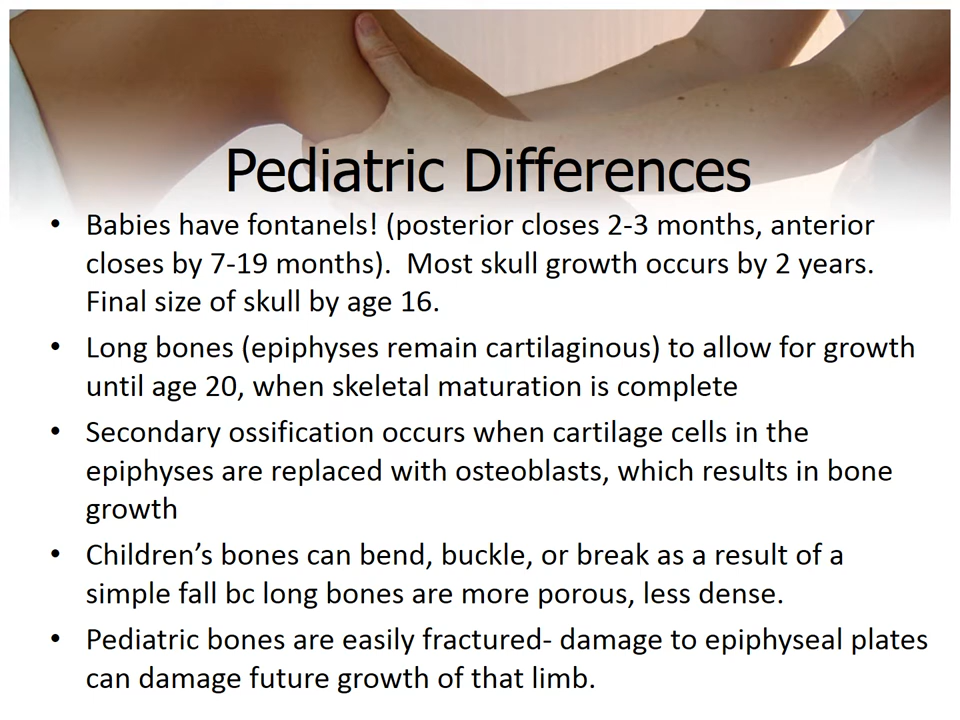 Pediatric Differences
• Babies have fontanels! (posterior closes 2-3 months, anterior
closes by 7-19 months).  Most skull growth occurs by 2 years.
Final size of skull by age 16.
• Long bones (epiphyses remain cartilaginous) to allow for growth
until age 20, when skeletal maturation is complete
• Secondary ossification occurs when cartilage cells in the
epiphyses are replaced with osteoblasts, which results in bone
growth
• Children’s bones can bend, buckle, or break as a result of a
simple fall bc long bones are more porous, less dense.
• Pediatric bones are easily fractured- damage to epiphyseal plates
can damage future growth of that limb.